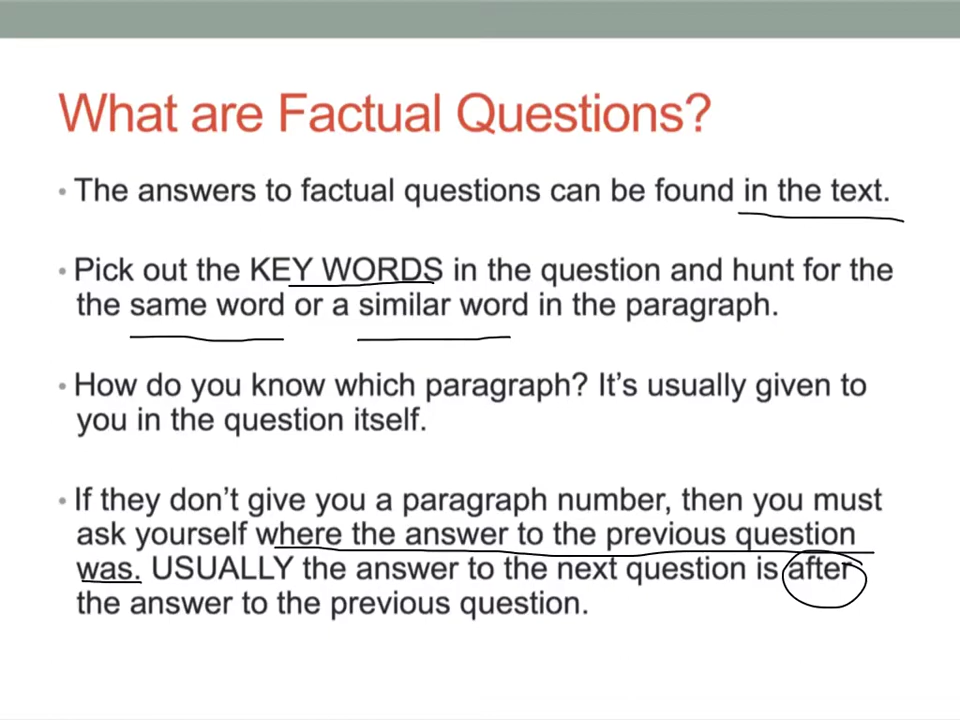 What are Factual Questions?
• The answers to factual questions can be found in the text.
• Pick out the KEY WORDS in the question and hunt for the
the same word or a similar word in the paragraph.
• How do you know which paragraph? It's usually given to
you in the question itself.
• If they don't give you a paragraph number, then you must
ask yourself where the answer to the previous question
was. USUALLY the answer to the next question is after
the answer to the previous question.